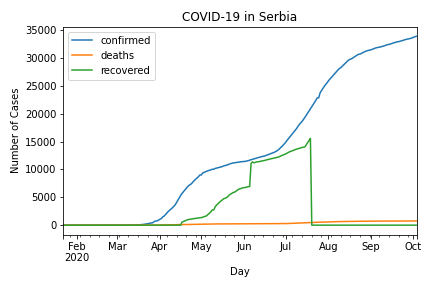 COVID-19 in Serbia
confirmed
deaths
recovered
Number of Cases
35000
30000
25000
20000
15000
10000
5000
0
Feb Mar Apr May Jun Jul Aug Sep Oct
2020
Day